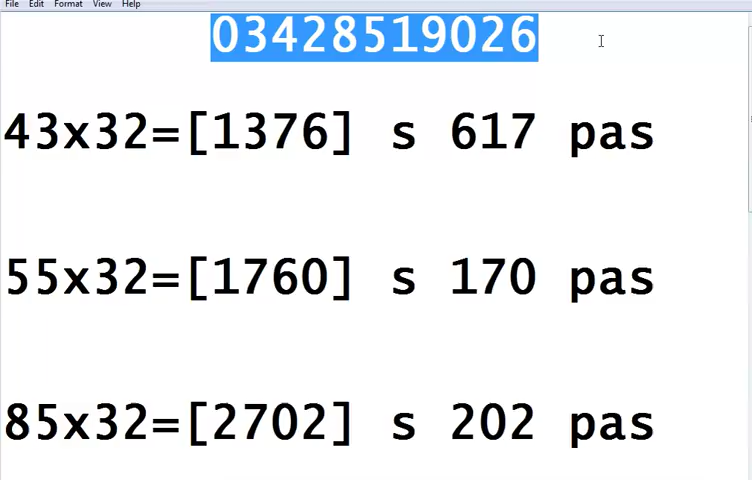 File Edit Format View Help
03428519026
43x32=[1376] s 617 pas
55x32=[1760] s 170 pas
85x32=[2702] s 202 pas